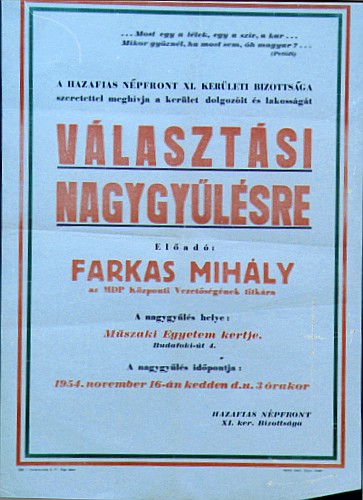 ...Most egy a lélek, egy a szív, a kar...
Mikor győznél, ha most sem, óh magyar?...
(Petőfi)
A HAZAFIAS NÉPFRONT XI. KERÜLETI BIZOTTSÁGA
szeretettel meghívja a kerület dolgozóit és lakosságát
VÁLASZTÁSI
NAGYGYŰLÉSRE
Előadó:
FARKAS MIHÁLY
az MDP Központi Vezetőségének titkára
A nagygyűlés helye:
Műszaki Egyetem kertje.
Budafoki-út 4.
A nagygyűlés időpontja:
1954. november 16-án kedden d.u. 3 órakor
HAZAFIAS NÉPFRONT
XI. ker. Bizottsága